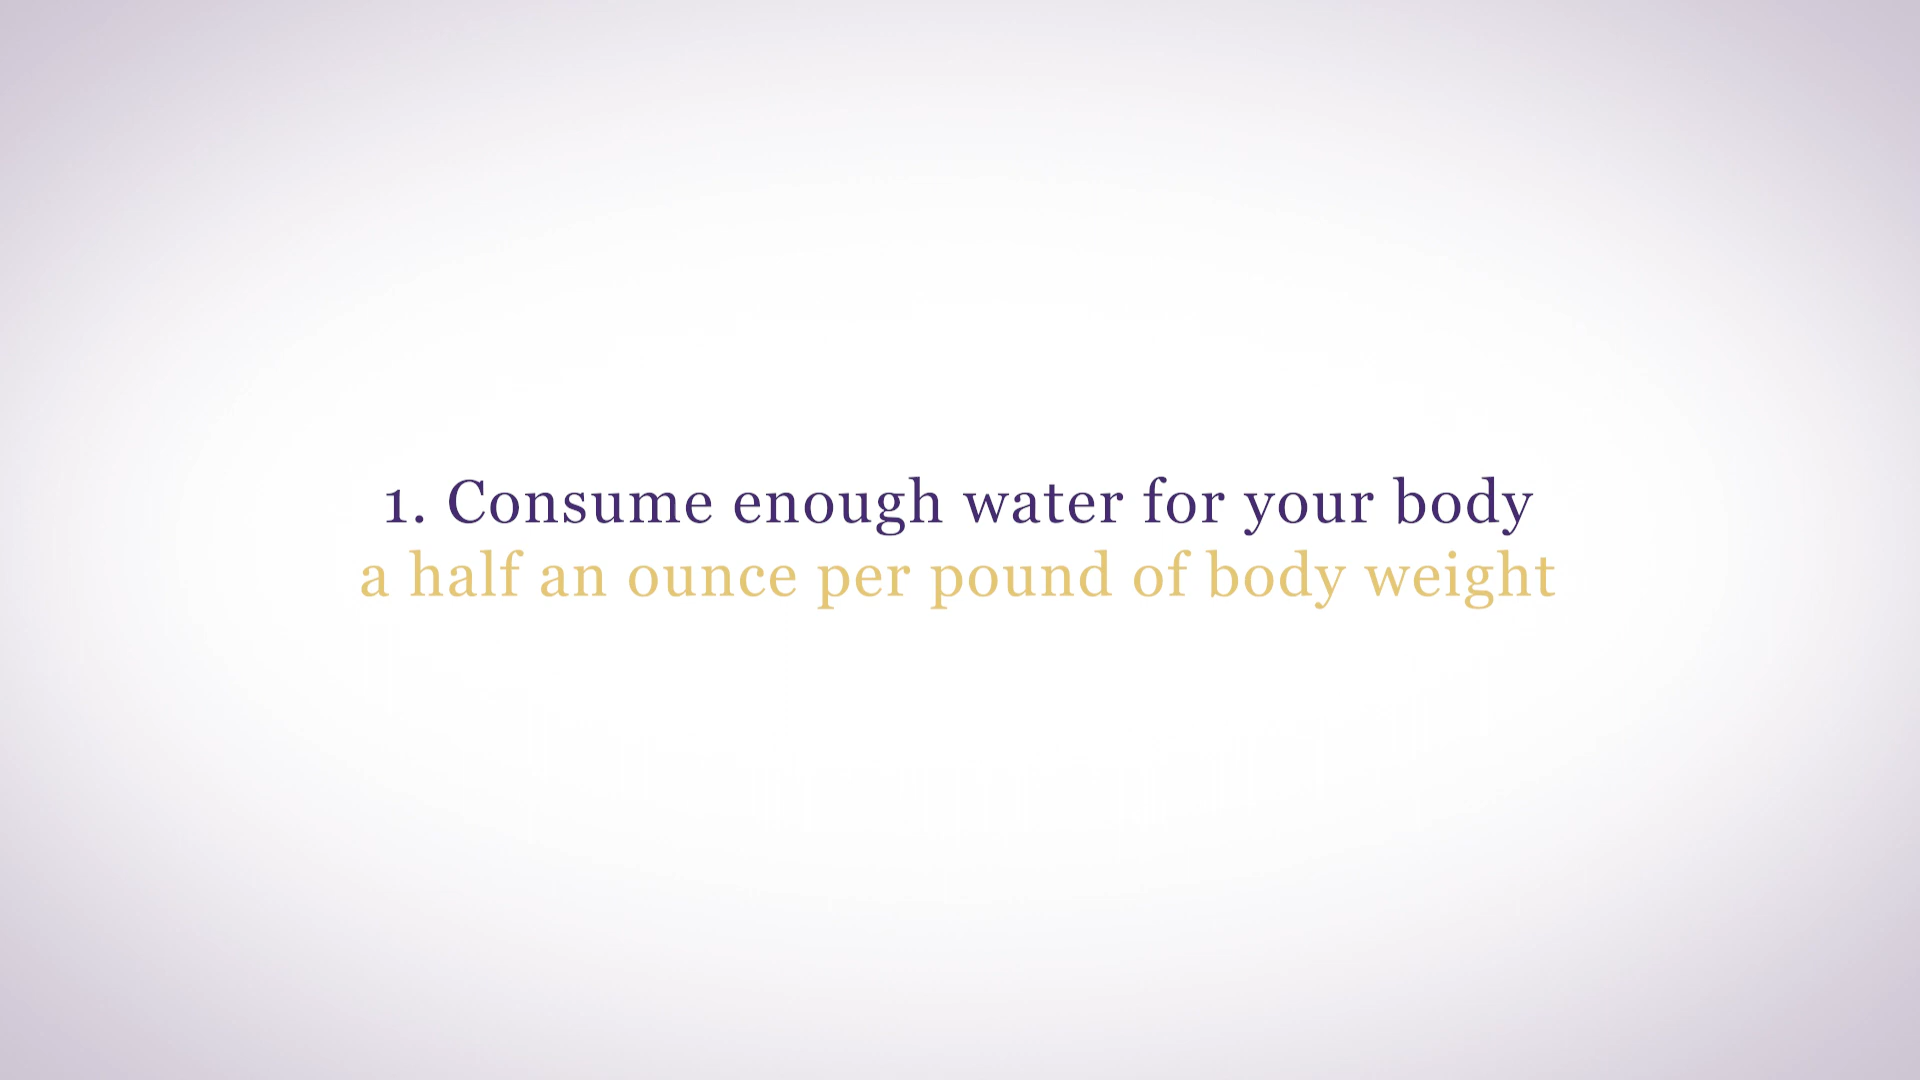 1. Consume enough water for your body
a half an ounce per pound of body weight